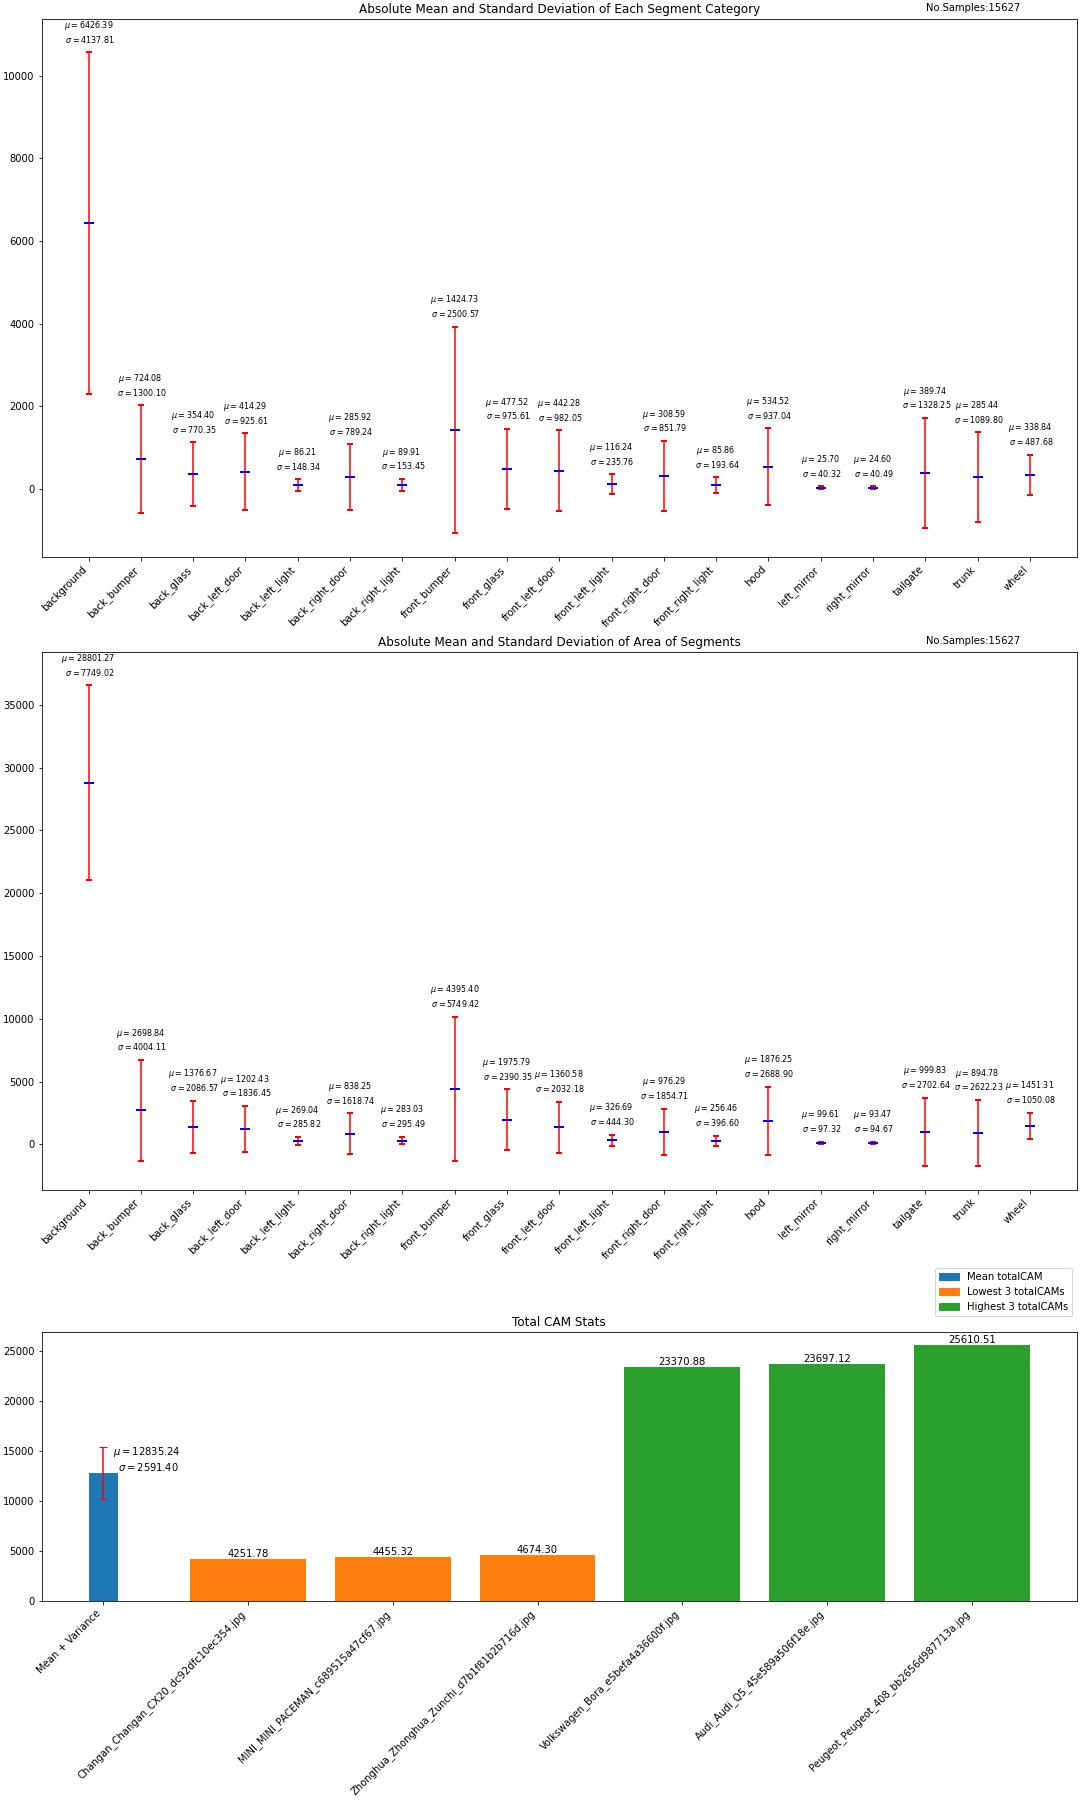 Absolute Mean and Standard Deviation of Each Segment Category
No.Samples:15627
μ = 6426.39
σ = 4137.81
μ = 724.08
σ = 1300.10
μ = 354.40
σ = 770.35
μ = 414.29
σ = 925.61
μ = 86.21
σ = 148.34
μ = 285.92
σ = 789.24
μ = 89.91
σ = 153.45
μ = 1424.73
σ = 2500.57
μ = 477.52
σ = 975.61
μ = 442.28
σ = 982.05
μ = 116.24
σ = 235.76
μ = 308.59
σ = 851.79
μ = 85.86
σ = 193.64
μ = 534.52
σ = 937.04
μ = 25.70
σ = 40.32
μ = 24.60
σ = 40.49
μ = 389.74
σ = 1328.25
μ = 285.44
σ = 1089.80
μ = 338.84
σ = 487.68
10000
8000
6000
4000
2000
0
background
back_bumper
back_glass
back_left_door
back_left_light
back_right_door
back_right_light
front_bumper
front_glass
front_left_door
front_left_light
front_right_door
front_right_light
hood
left_mirror
right_mirror
tailgate
trunk
wheel
Absolute Mean and Standard Deviation of Area of Segments
No.Samples:15627
μ = 28801.27
σ = 7749.02
μ = 2698.84
σ = 4004.11
μ = 1376.67
σ = 2086.57
μ = 1202.43
σ = 1836.45
μ = 269.04
σ = 285.82
μ = 838.25
σ = 1618.74
μ = 283.03
σ = 295.49
μ = 4395.40
σ = 5749.42
μ = 1975.79
σ = 2390.35
μ = 1360.58
σ = 2032.18
μ = 326.69
σ = 444.30
μ = 976.29
σ = 1854.71
μ = 256.46
σ = 396.60
μ = 1876.25
σ = 2688.90
μ = 99.61
σ = 97.32
μ = 93.47
σ = 94.67
μ = 999.83
σ = 2702.64
μ = 894.78
σ = 2622.23
μ = 1451.31
σ = 1050.08
35000
30000
25000
20000
15000
10000
5000
0
background
back_bumper
back_glass
back_left_door
back_left_light
back_right_door
back_right_light
front_bumper
front_glass
front_left_door
front_left_light
front_right_door
front_right_light
hood
left_mirror
right_mirror
tailgate
trunk
wheel
Mean totalCAM
Lowest 3 totalCAMs
Highest 3 totalCAMs
Total CAM Stats
25000
20000
15000
10000
5000
0
μ = 12835.24
σ = 2591.40
4251.78
4455.32
4674.30
23370.88
23697.12
25610.51
Mean + Variance
Changan_Changan_CX20_dc92dfc10ec354.jpg
MINI_MINI_PACEMAN_c689515a47cf67.jpg
Zhonghua_Zhonghua_Zunchi_d7b1f81b2b716d.jpg
Volkswagen_Bora_e5befa4a36600f.jpg
Audi_Audi_Q5_45e589a506f18e.jpg
Peugeot_Peugeot_408_bb2656d987713a.jpg